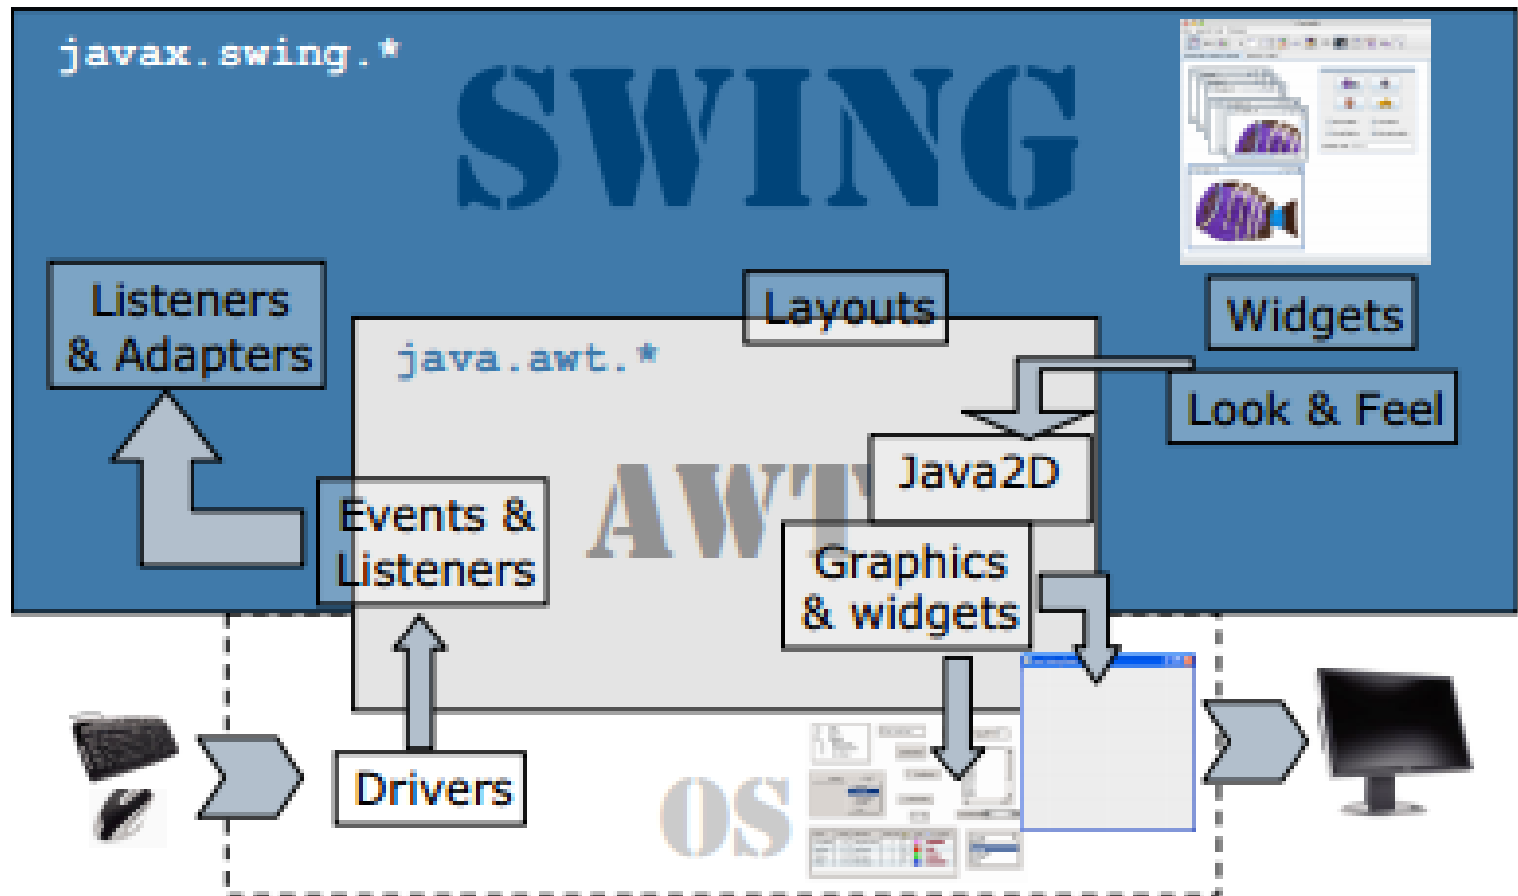 javax.swing.*
SWING
Listeners
& Adapters
Layouts
Widgets
java.awt.*
Look & Feel
Java2D
AWT
Events &
Listeners
Graphics
& widgets
Drivers
OS